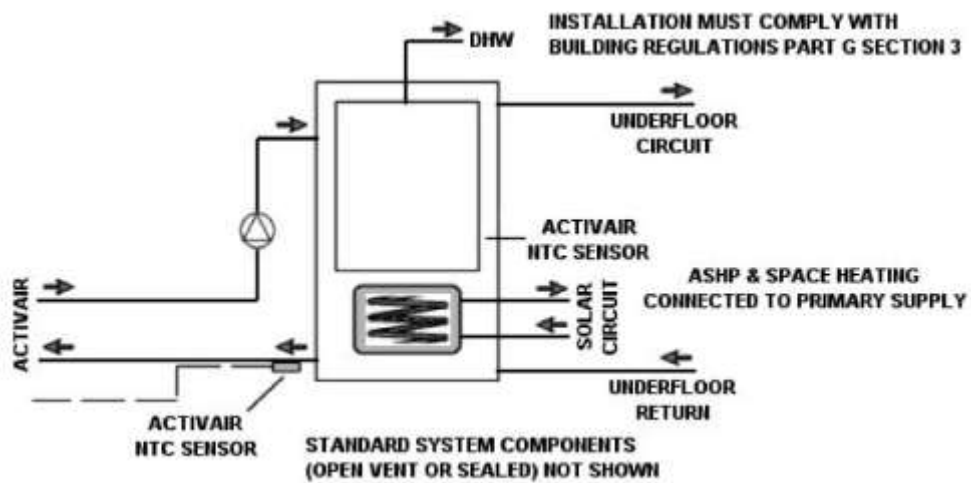 DHW
INSTALLATION MUST COMPLY WITH
BUILDING REGULATIONS PART G SECTION 3
UNDERFLOOR
CIRCUIT
ACTIVAIR
NTC SENSOR
ASHP & SPACE HEATING
CONNECTED TO PRIMARY SUPPLY
SOLAR
CIRCUIT
ACTIVAIR
UNDERFLOOR
RETURN
ACTIVAIR
NTC SENSOR
STANDARD SYSTEM COMPONENTS
(OPEN VENT OR SEALED) NOT SHOWN